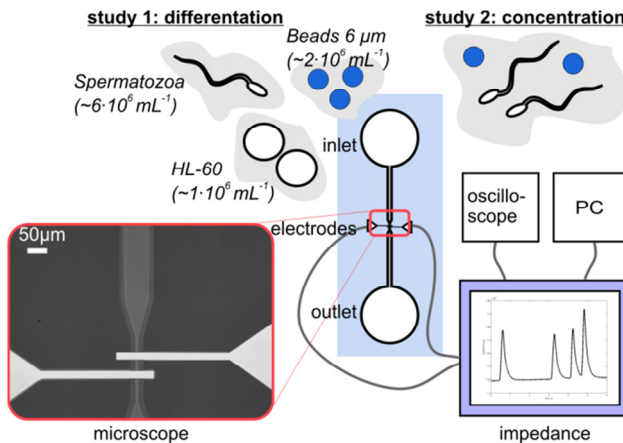 study 1: differentation
study 2: concentration
Beads 6 µm
(~2·10⁶ mL⁻¹)
Spermatozoa
(~6·10⁶ mL⁻¹)
HL-60
(~1·10⁶ mL⁻¹)
inlet
electrodes
outlet
oscillo-
scope
PC
50µm
microscope
impedance